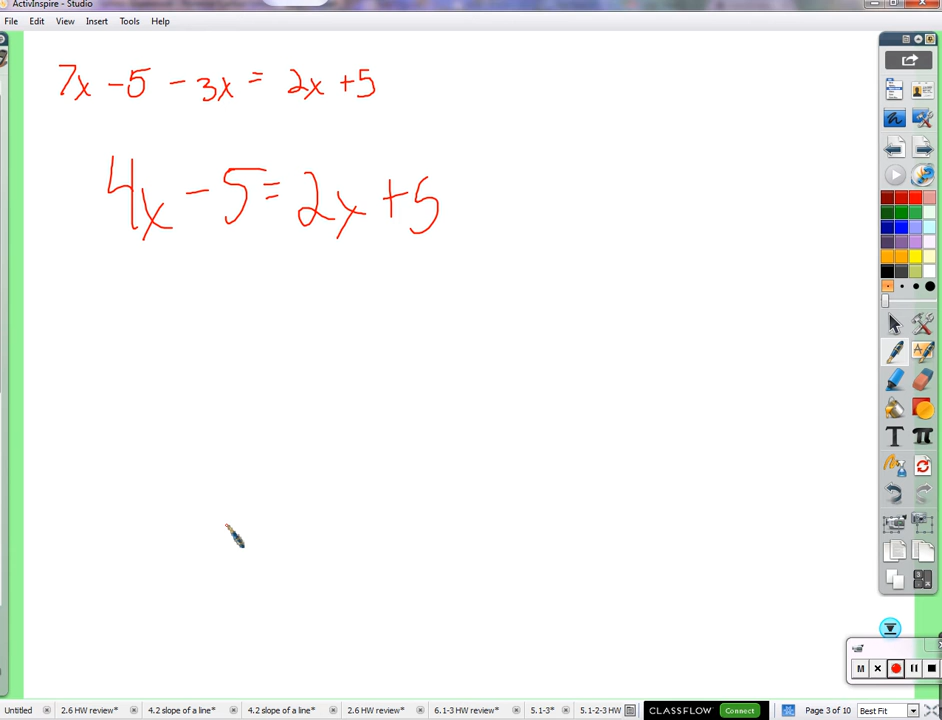 ActivInspire - Studio
File Edit View Insert Tools Help
7x - 5 - 3x = 2x + 5
4x - 5 = 2x + 5
M
Untitled 2.6 HW review* 4.2 slope of a line* 4.2 slope of a line* 2.6 HW review* 6.1-3 HW review* 5.1-3* 5.1-2-3 HW CLASSFLOW Connect Page 3 of 10 Best Fit